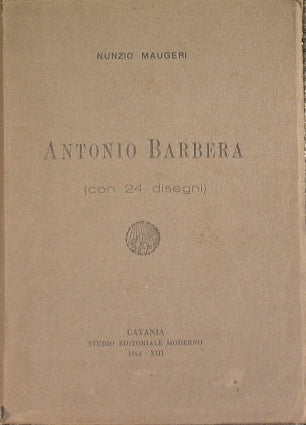 NUNZIO MAUGERI
ANTONIO BARBERA
(con 24 disegni)
CATANIA
STUDIO EDITORIALE MODERNO
1934 - XIII